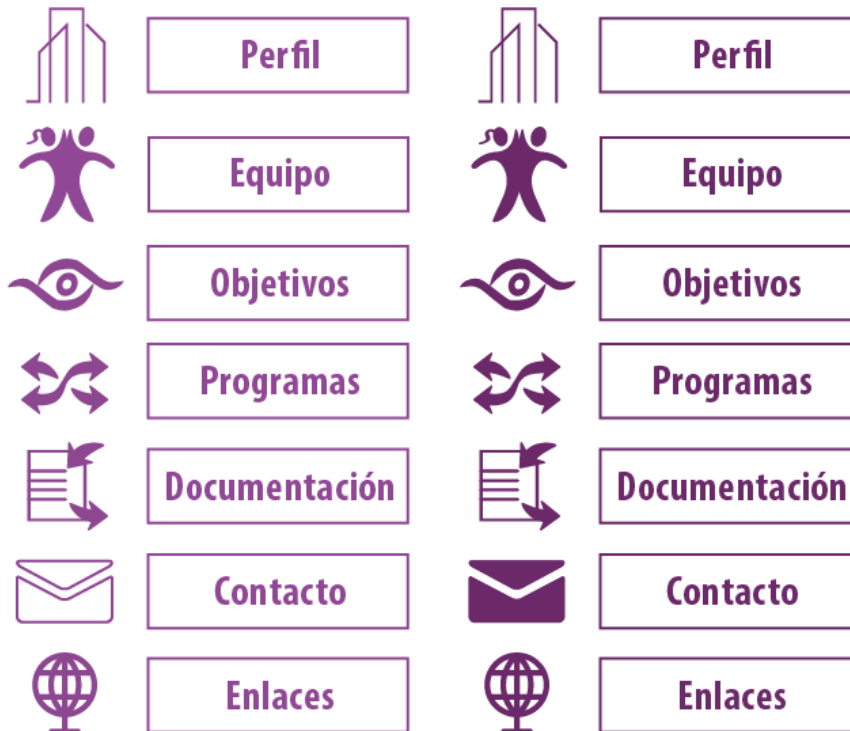 Perfil
Equipo
Objetivos
Programas
Documentación
Contacto
Enlaces
Perfil
Equipo
Objetivos
Programas
Documentación
Contacto
Enlaces